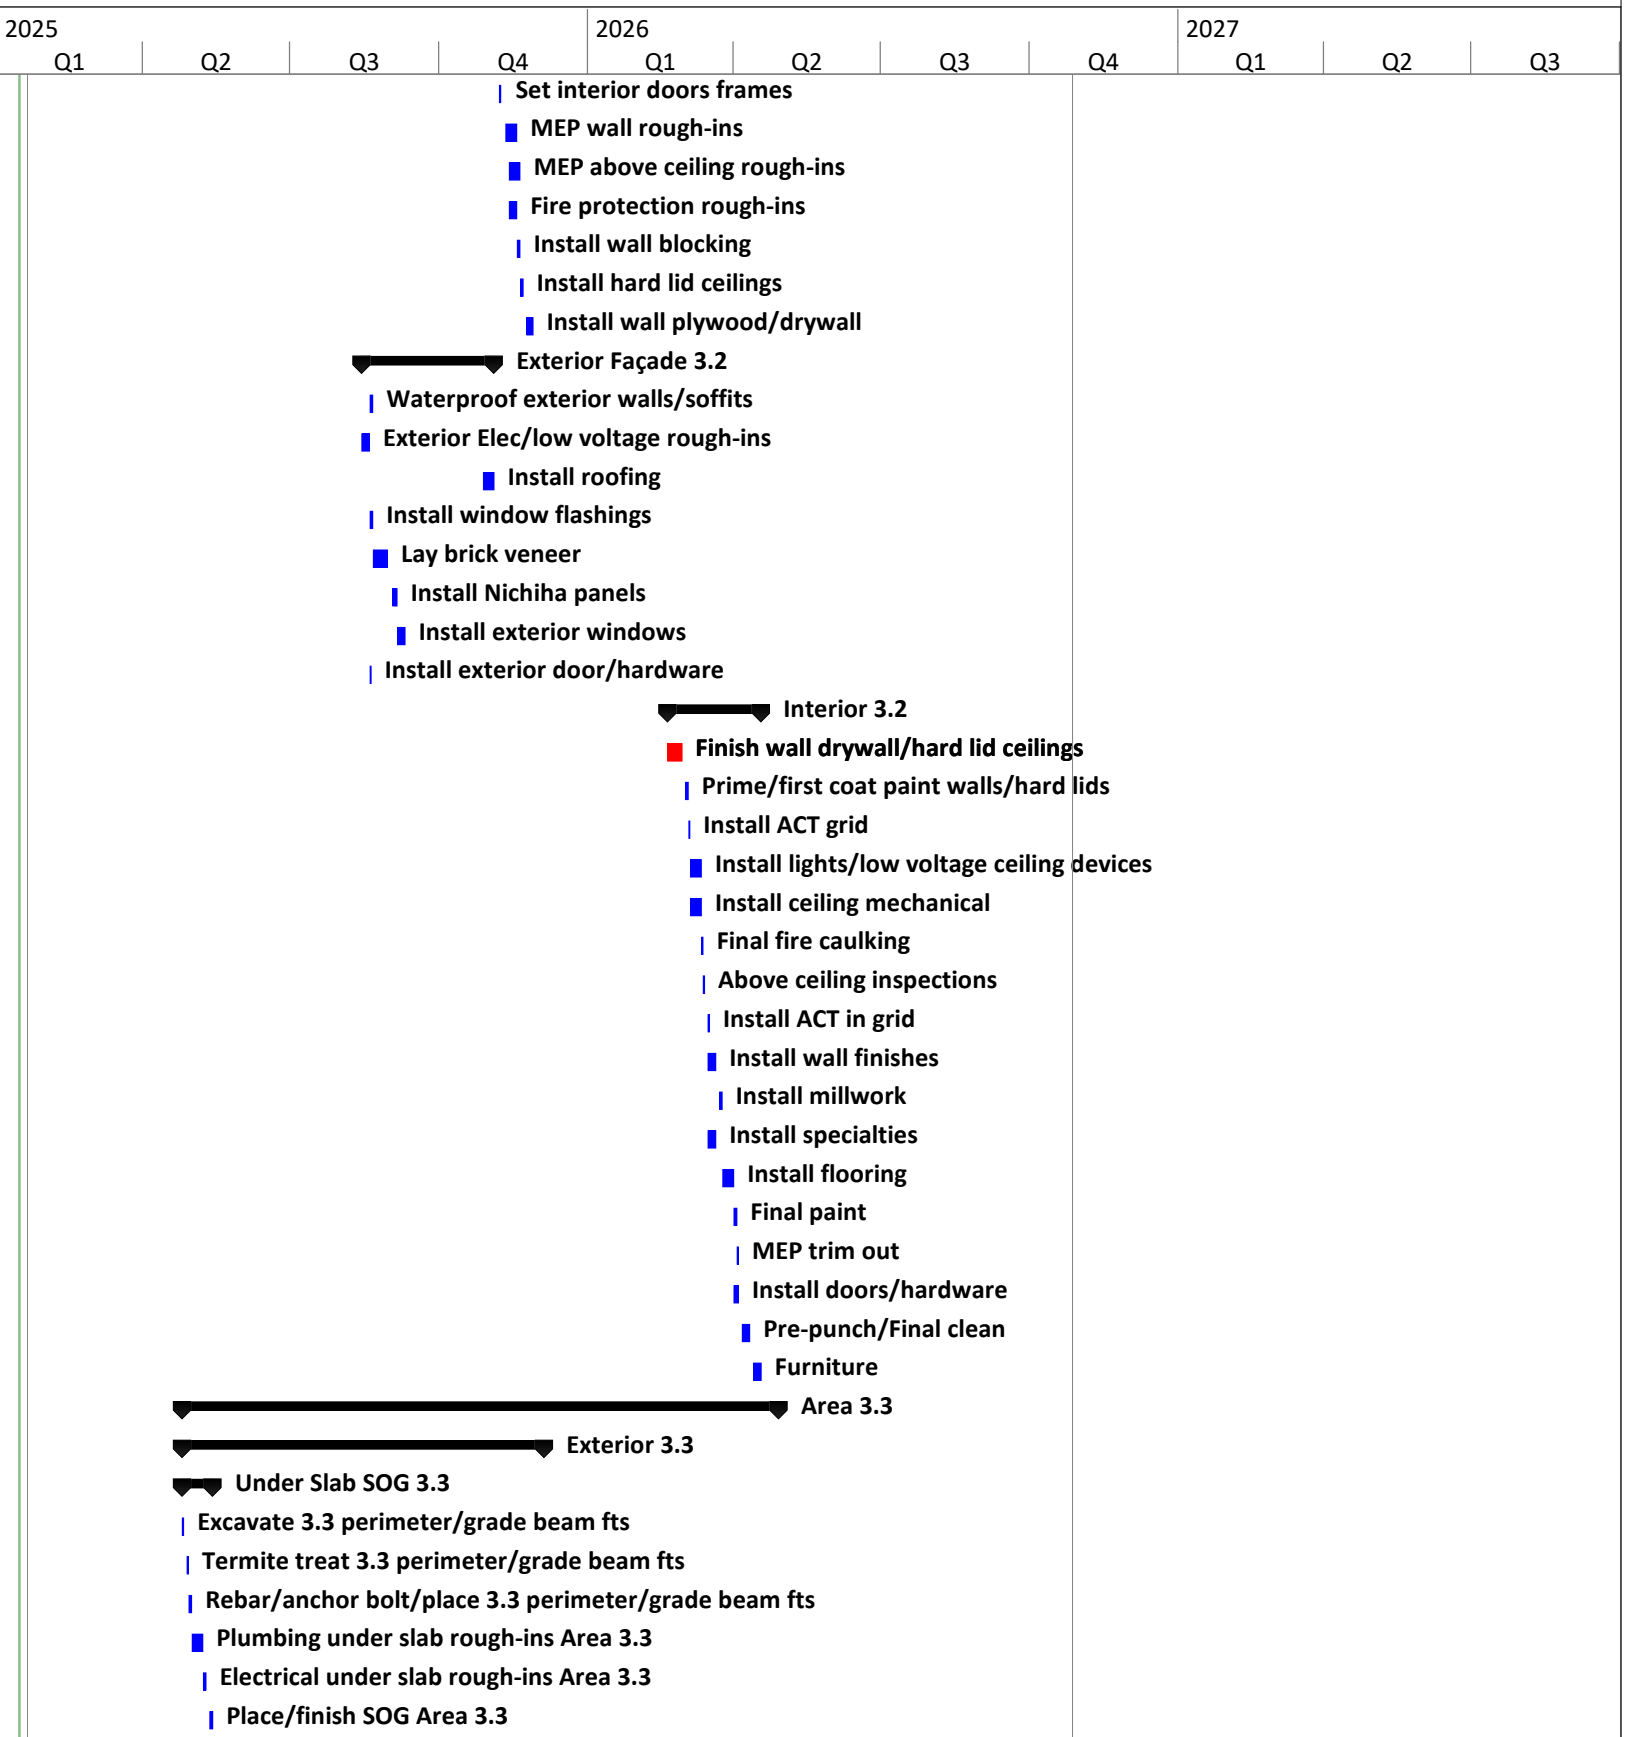 2025 2026 2027
Q1 Q2 Q3 Q4 Q1 Q2 Q3 Q4 Q1 Q2 Q3
Set interior doors frames
MEP wall rough-ins
MEP above ceiling rough-ins
Fire protection rough-ins
Install wall blocking
Install hard lid ceilings
Install wall plywood/drywall
Exterior Façade 3.2
Waterproof exterior walls/soffits
Exterior Elec/low voltage rough-ins
Install roofing
Install window flashings
Lay brick veneer
Install Nichiha panels
Install exterior windows
Install exterior door/hardware
Interior 3.2
Finish wall drywall/hard lid ceilings
Prime/first coat paint walls/hard lids
Install ACT grid
Install lights/low voltage ceiling devices
Install ceiling mechanical
Final fire caulking
Above ceiling inspections
Install ACT in grid
Install wall finishes
Install millwork
Install specialties
Install flooring
Final paint
MEP trim out
Install doors/hardware
Pre-punch/Final clean
Furniture
Area 3.3
Exterior 3.3
Under Slab SOG 3.3
Excavate 3.3 perimeter/grade beam fts
Termite treat 3.3 perimeter/grade beam fts
Rebar/anchor bolt/place 3.3 perimeter/grade beam fts
Plumbing under slab rough-ins Area 3.3
Electrical under slab rough-ins Area 3.3
Place/finish SOG Area 3.3